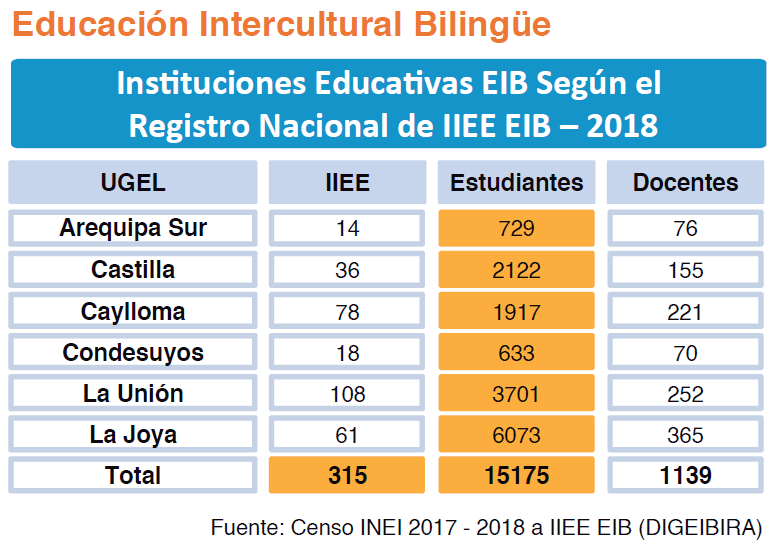 Educación Intercultural Bilingüe
Instituciones Educativas EIB Según el
Registro Nacional de IIEE EIB – 2018
UGEL IIEE Estudiantes Docentes
Arequipa Sur 14 729 76
Castilla 36 2122 155
Caylloma 78 1917 221
Condesuyos 18 633 70
La Unión 108 3701 252
La Joya 61 6073 365
Total 315 15175 1139
Fuente: Censo INEI 2017 - 2018 a IIEE EIB (DIGEIBIRA)